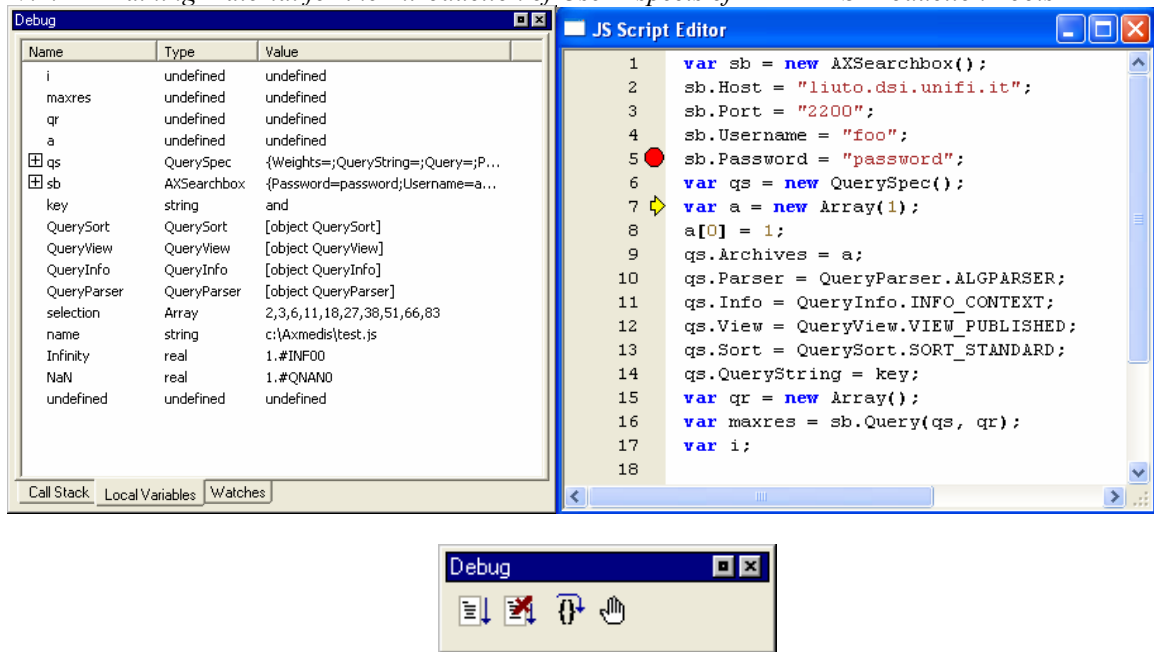 Debug
Name Type Value
i undefined undefined
maxres undefined undefined
qr undefined undefined
a undefined undefined
qs QuerySpec {Weights=;QueryString=;Query=;P...
sb AXSearchbox {Password=password;Username=a...
key string and
QuerySort QuerySort [object QuerySort]
QueryView QueryView [object QueryView]
QueryInfo QueryInfo [object QueryInfo]
QueryParser QueryParser [object QueryParser]
selection Array 2,3,6,11,18,27,38,51,66,83
name string c:\Axmedis\test.js
Infinity real 1.#INF00
NaN real 1.#QNAN0
undefined undefined undefined
Call Stack Local Variables Watches
JS Script Editor
1 var sb = new AXSearchbox();
2 sb.Host = "liuto.dsi.unifi.it";
3 sb.Port = "2200";
4 sb.Username = "foo";
5 sb.Password = "password";
6 var qs = new QuerySpec();
7 var a = new Array(1);
8 a[0] = 1;
9 qs.Archives = a;
10 qs.Parser = QueryParser.ALGPARSER;
11 qs.Info = QueryInfo.INFO_CONTEXT;
12 qs.View = QueryView.VIEW_PUBLISHED;
13 qs.Sort = QuerySort.SORT_STANDARD;
14 qs.QueryString = key;
15 var qr = new Array();
16 var maxres = sb.Query(qs, qr);
17 var i;
18
Debug
{}